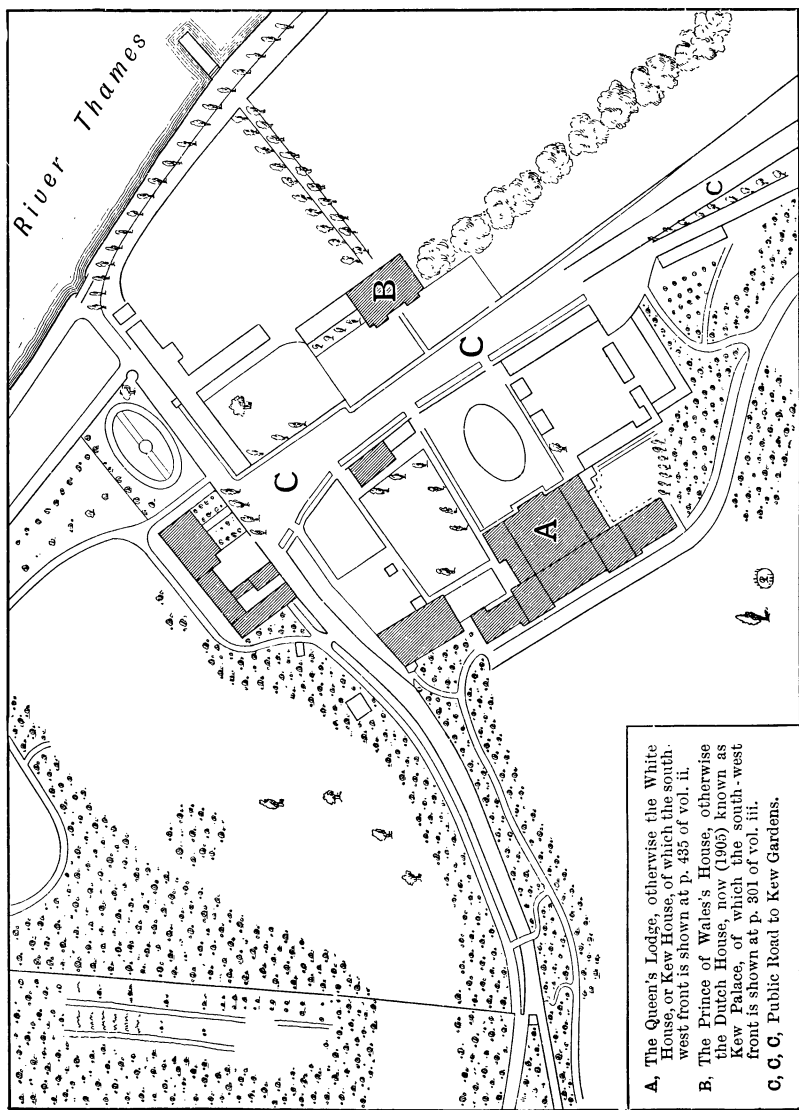 River Thames
B
C
C
C
A
A, The Queen's Lodge, otherwise the White
House, or Kew House, of which the south-
west front is shown at p. 435 of vol. ii.
B, The Prince of Wales's House, otherwise
the Dutch House, now (1905) known as
Kew Palace, of which the south-west
front is shown at p. 301 of vol. iii.
C, C, C, Public Road to Kew Gardens.